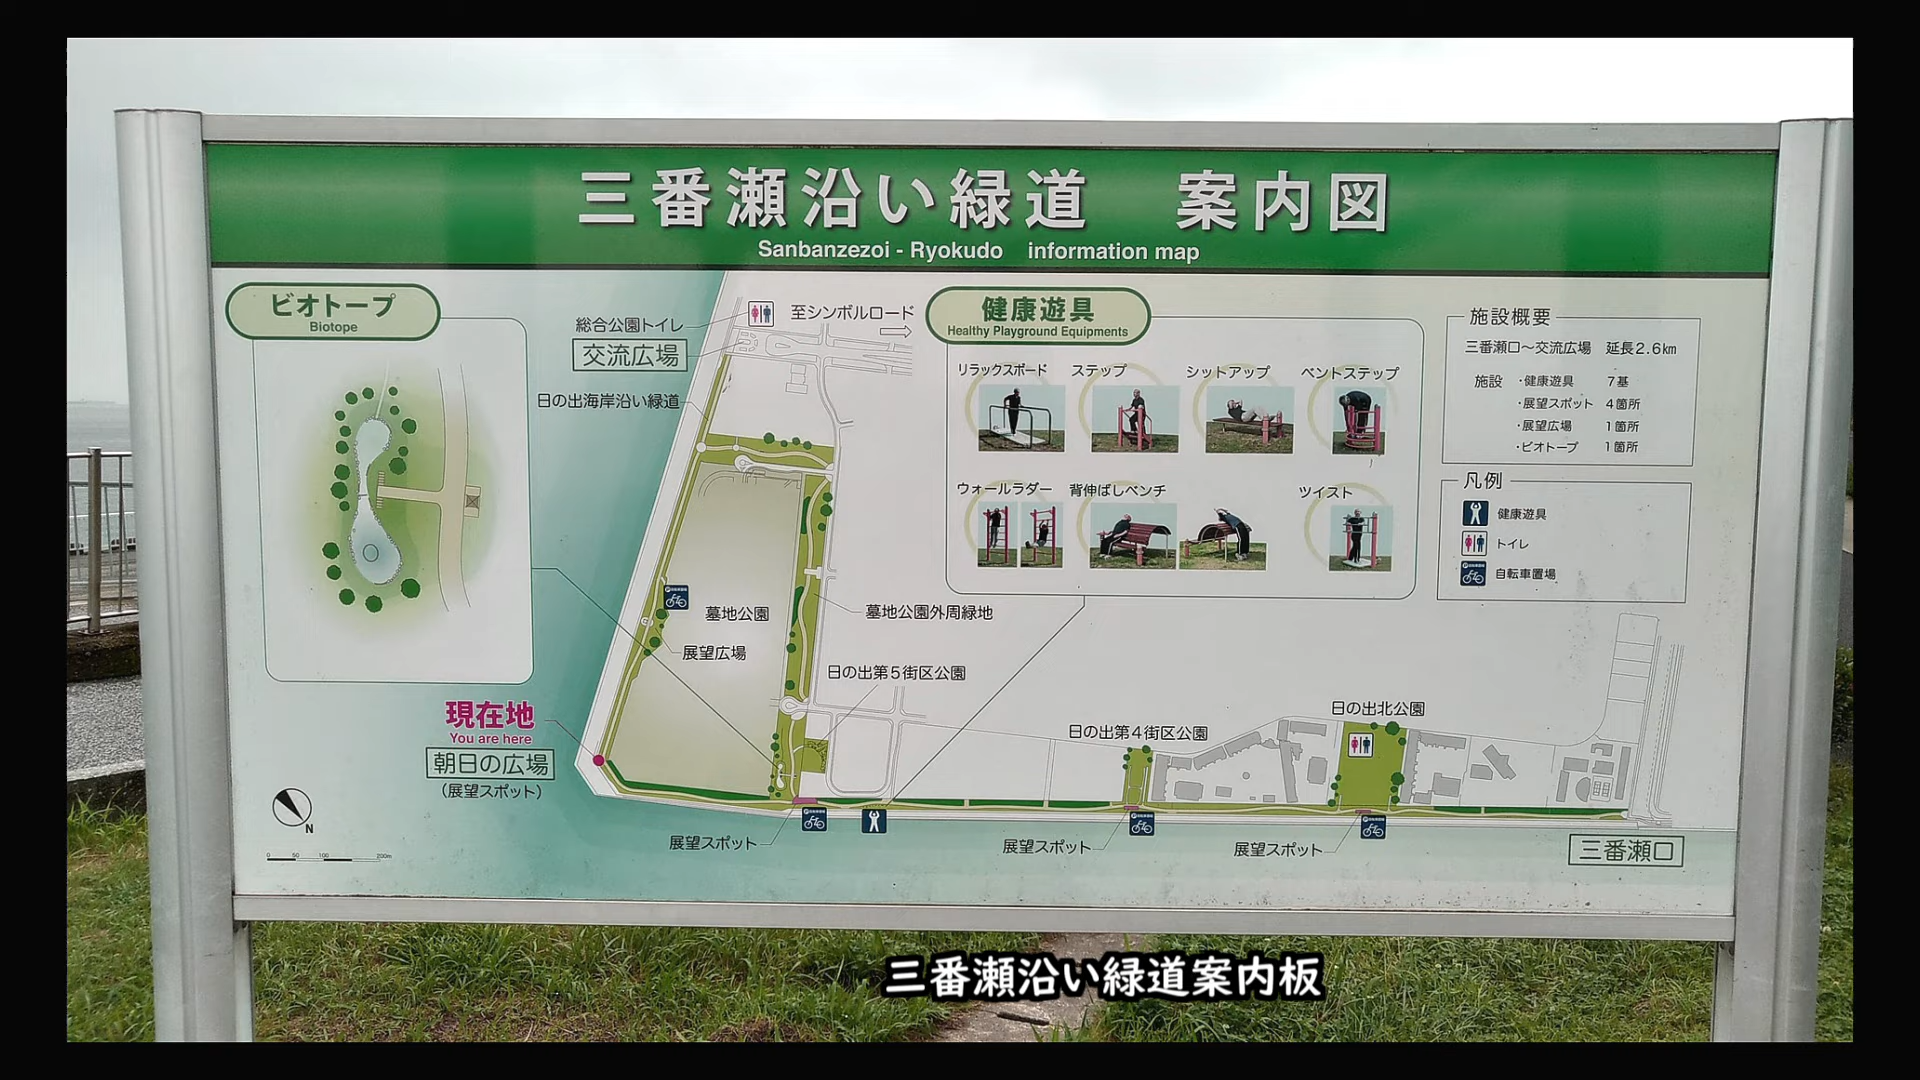 三番瀬沿い緑道　案内図
Sanbanzezoi - Ryokudo information map
ビオトープ
Biotope
総合公園トイレ
至シンボルロード
交流広場
日の出海岸沿い緑道
健康遊具
Healthy Playground Equipments
リラックスボード
ステップ
シットアップ
ベントステップ
ウォールラダー
背伸ばしベンチ
ツイスト
施設概要
三番瀬口～交流広場　延長2.6km
施設 ・健康遊具 7基
・展望スポット 4箇所
・展望広場 1箇所
・ビオトープ 1箇所
凡例
健康遊具
トイレ
自転車置場
墓地公園
墓地公園外周緑地
展望広場
日の出第5街区公園
現在地
You are here
朝日の広場
(展望スポット)
日の出第4街区公園
日の出北公園
展望スポット
展望スポット
展望スポット
三番瀬口
N
0 50 100 200m
三番瀬沿い緑道案内板